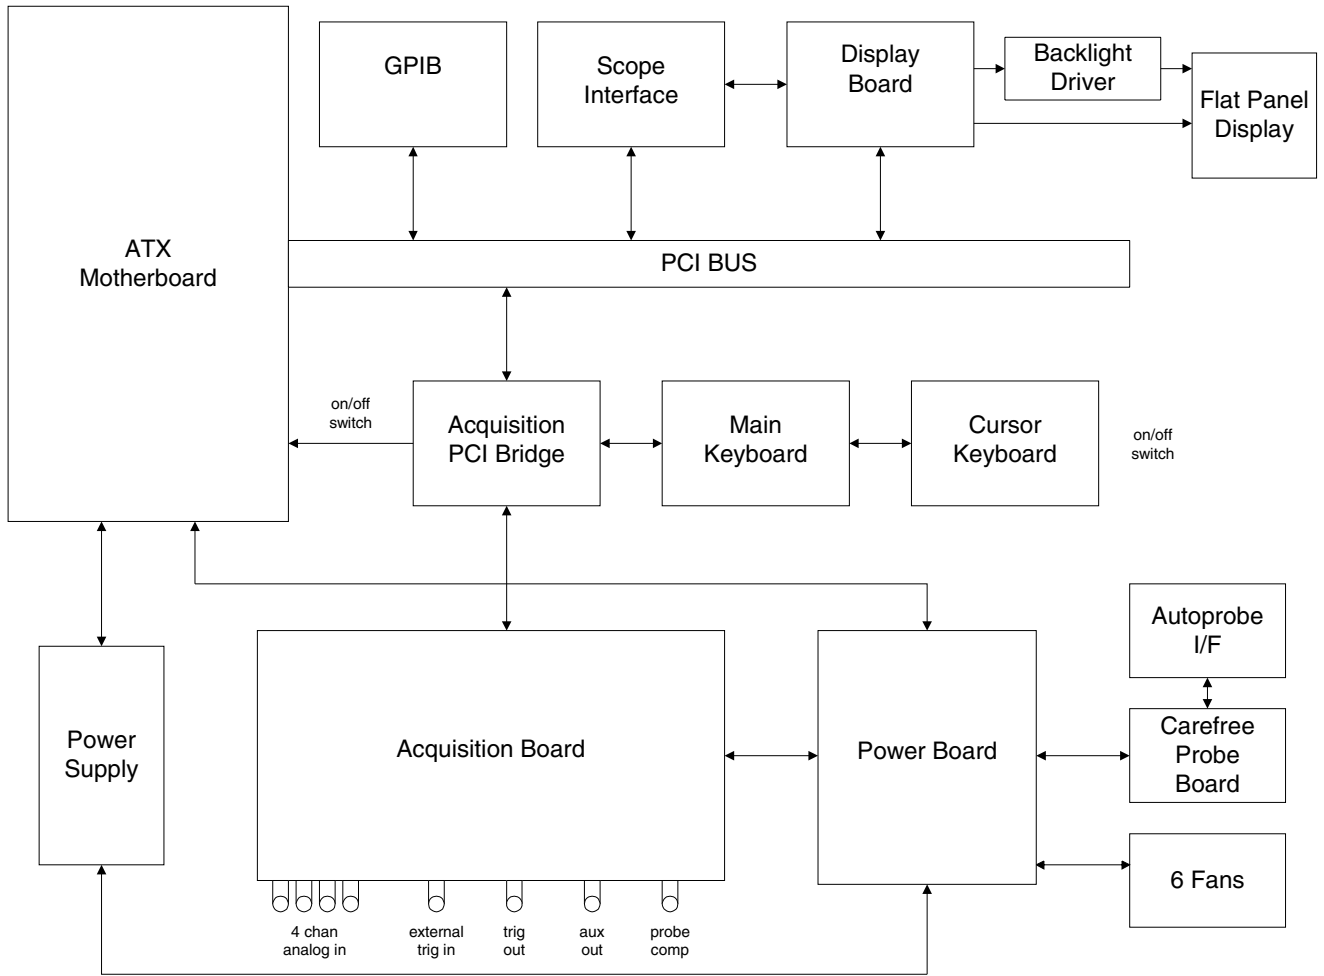 GPIB
Scope
Interface
Display
Board
Backlight
Driver
Flat Panel
Display
ATX
Motherboard
PCI BUS
on/off
switch
Acquisition
PCI Bridge
Main
Keyboard
Cursor
Keyboard
on/off
switch
Autoprobe
I/F
Power
Supply
Acquisition Board
Power Board
Carefree
Probe
Board
6 Fans
4 chan
analog in
external
trig in
trig
out
aux
out
probe
comp